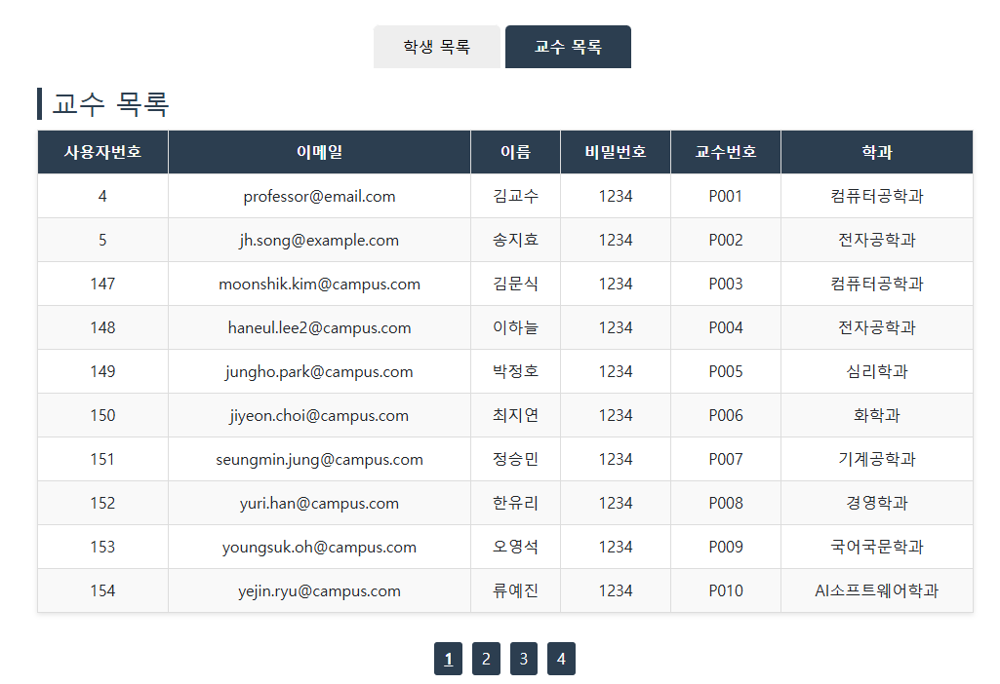 학생 목록 교수 목록
교수 목록
사용자번호 이메일 이름 비밀번호 교수번호 학과
4 professor@email.com 김교수 1234 P001 컴퓨터공학과
5 jh.song@example.com 송지효 1234 P002 전자공학과
147 moonshik.kim@campus.com 김문식 1234 P003 컴퓨터공학과
148 haneul.lee2@campus.com 이하늘 1234 P004 전자공학과
149 jungho.park@campus.com 박정호 1234 P005 심리학과
150 jiyeon.choi@campus.com 최지연 1234 P006 화학과
151 seungmin.jung@campus.com 정승민 1234 P007 기계공학과
152 yuri.han@campus.com 한유리 1234 P008 경영학과
153 youngsuk.oh@campus.com 오영석 1234 P009 국어국문학과
154 yejin.ryu@campus.com 류예진 1234 P010 AI소프트웨어학과
1 2 3 4